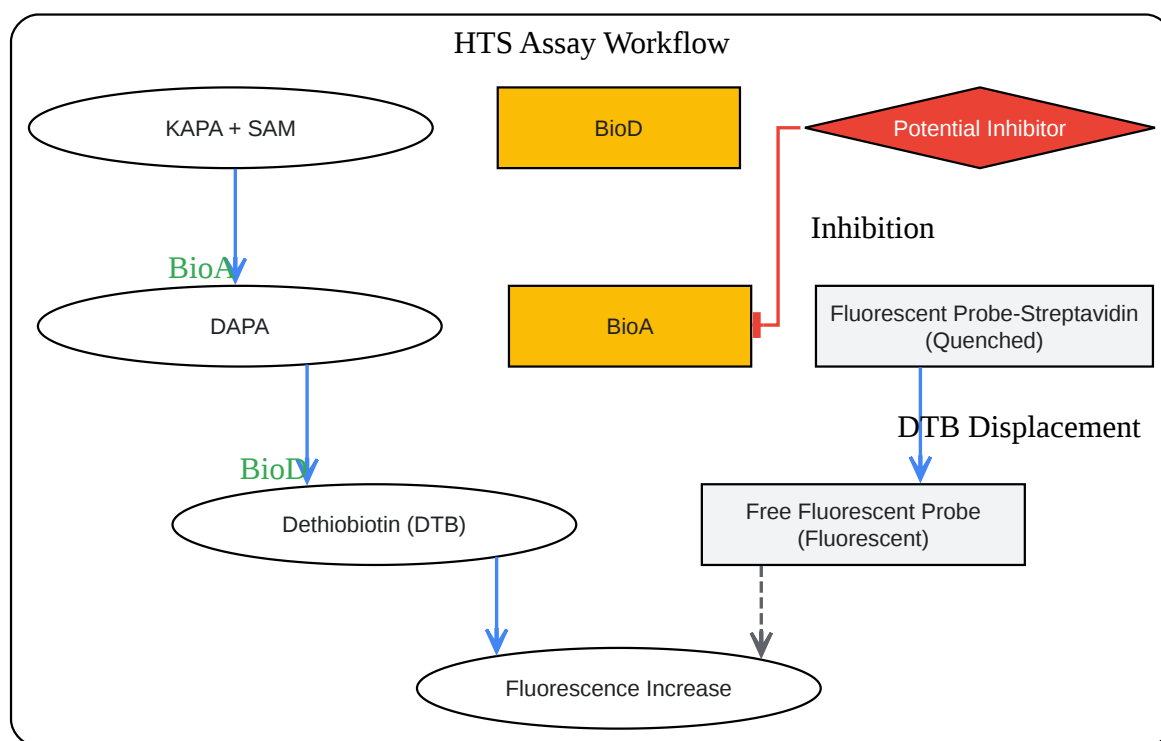 HTS Assay Workflow
KAPA + SAM
BioD
Potential Inhibitor
Inhibition
BioA
DAPA
BioA
Fluorescent Probe-Streptavidin
(Quenched)
DTB Displacement
BioD
Dethiobiotin (DTB)
Free Fluorescent Probe
(Fluorescent)
Fluorescence Increase